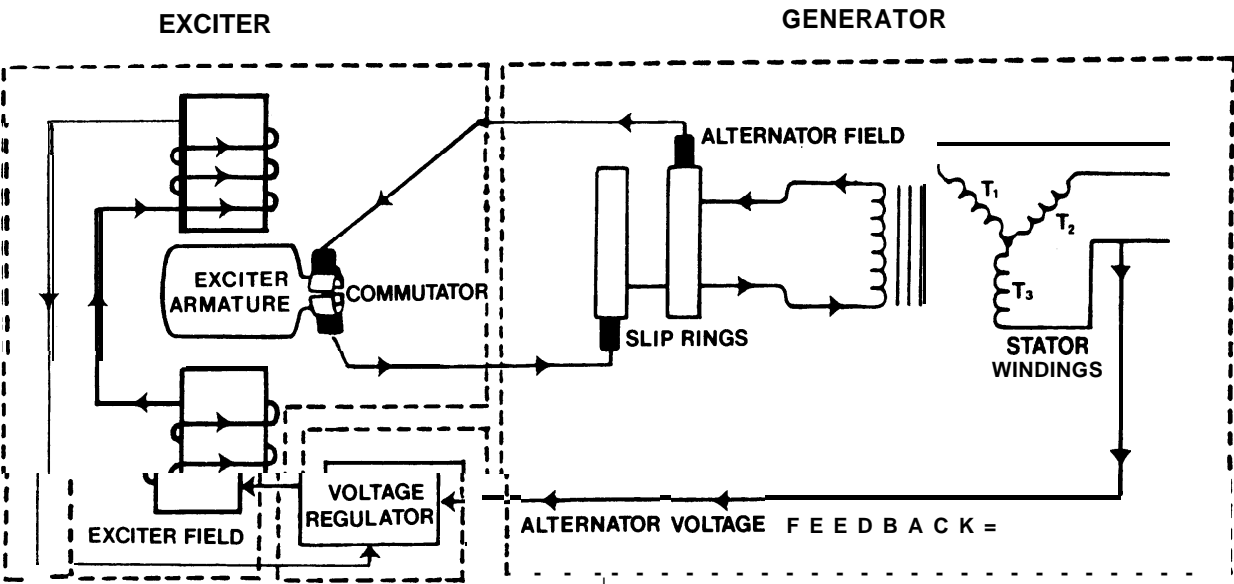 EXCITER
GENERATOR
ALTERNATOR FIELD
T₁
T₂
EXCITER
ARMATURE
COMMUTATOR
T₃
SLIP RINGS
STATOR
WINDINGS
VOLTAGE
REGULATOR
ALTERNATOR VOLTAGE FEEDBACK=
EXCITER FIELD